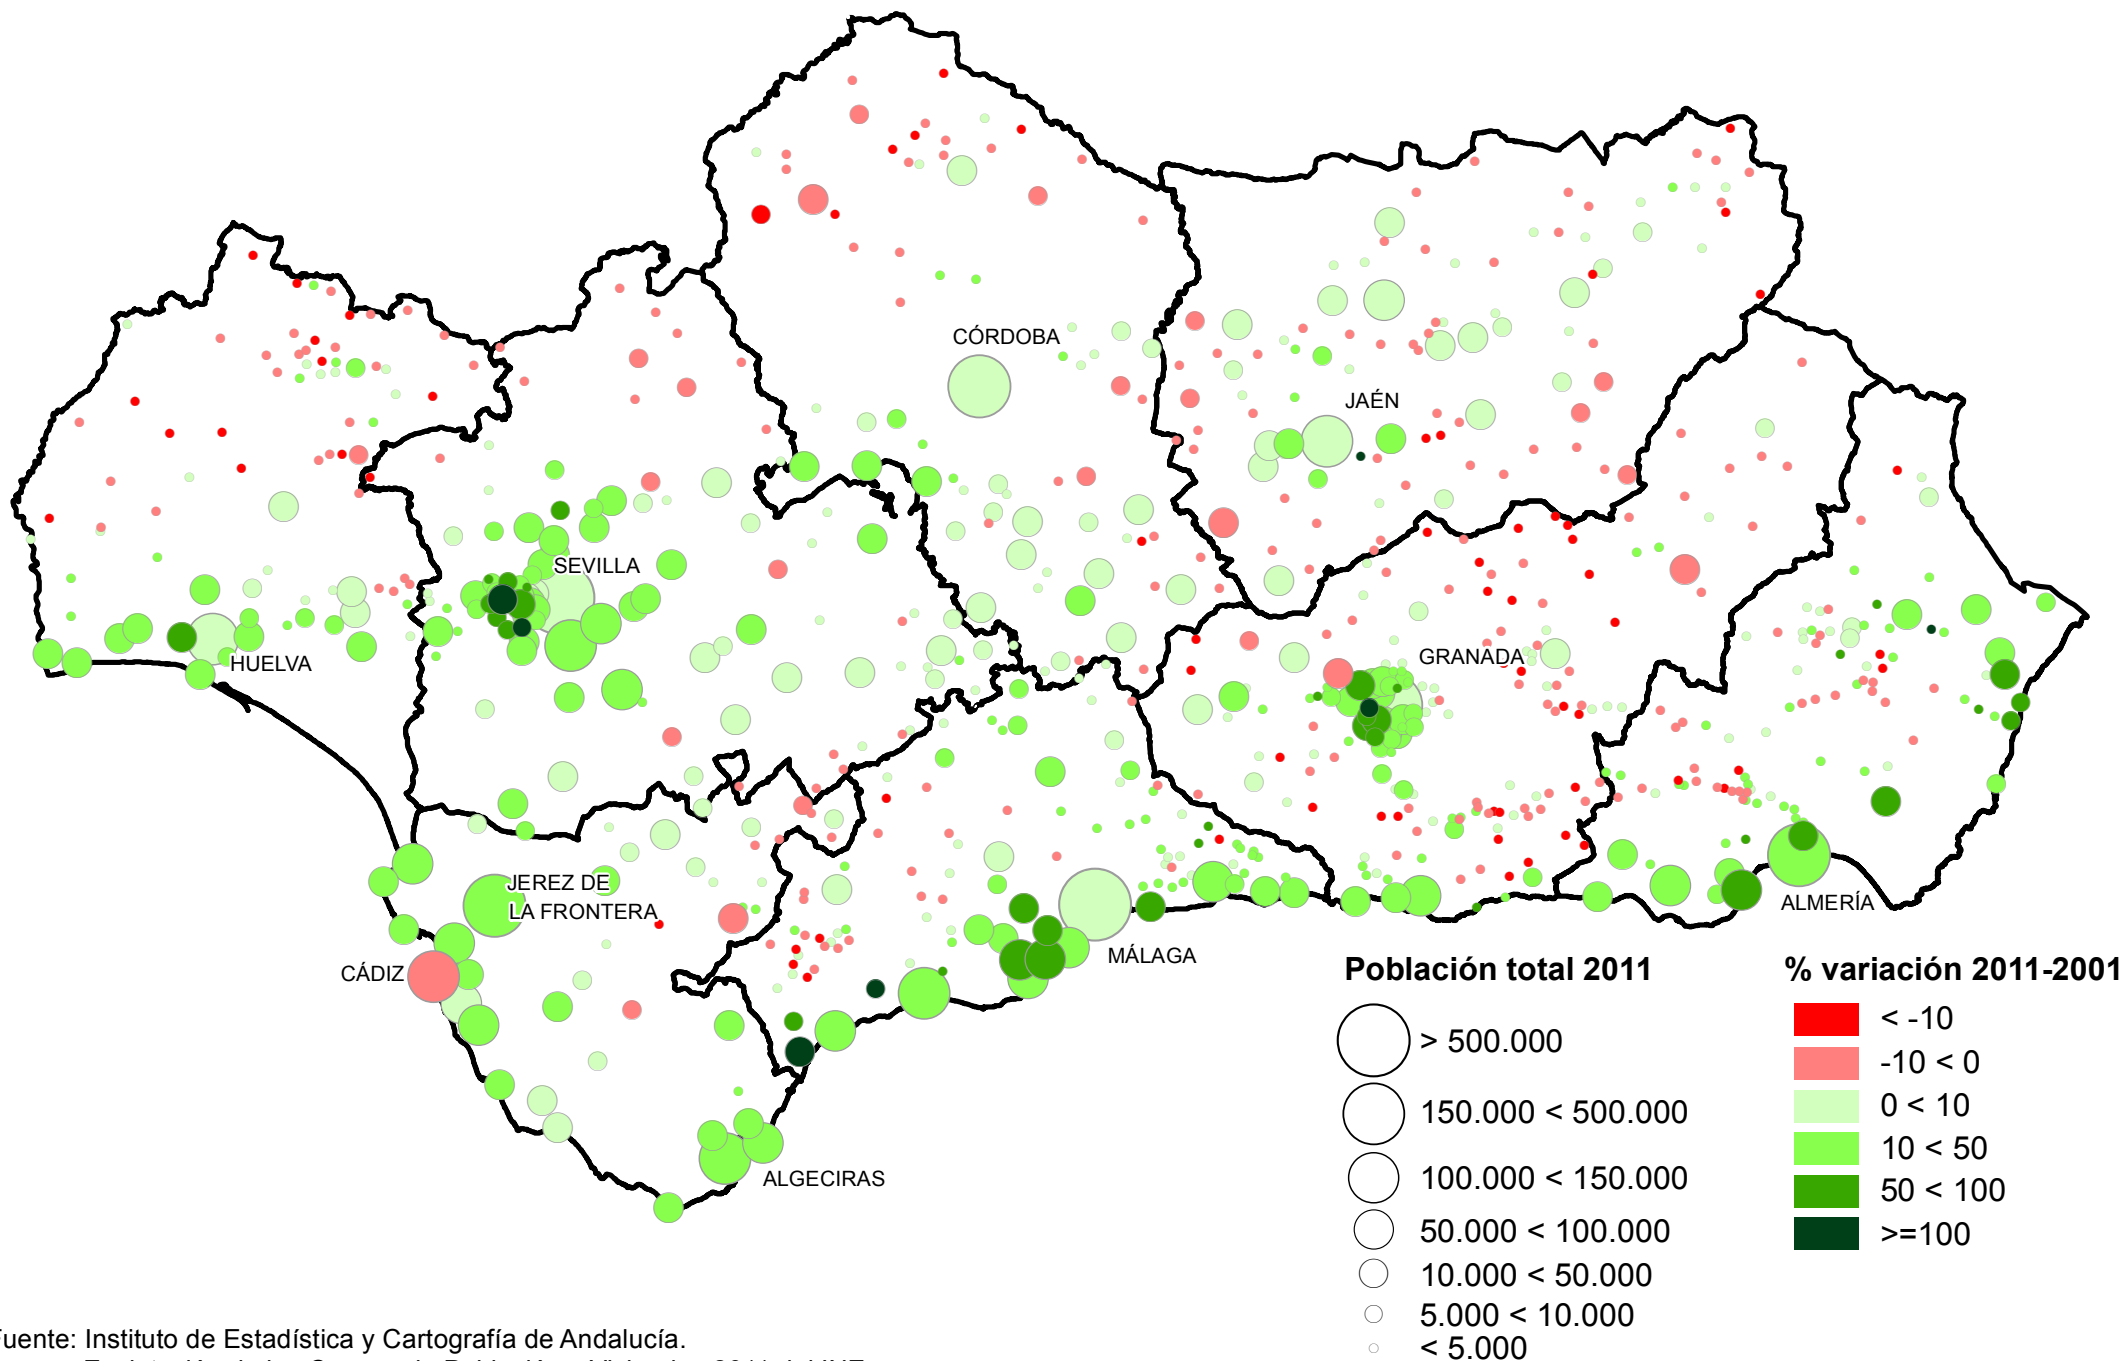 CÓRDOBA
JAÉN
SEVILLA
HUELVA
GRANADA
JEREZ DE
LA FRONTERA
ALMERÍA
CÁDIZ
MÁLAGA
ALGECIRAS
Población total 2011
> 500.000
150.000 < 500.000
100.000 < 150.000
50.000 < 100.000
10.000 < 50.000
5.000 < 10.000
< 5.000
% variación 2011-2001
< -10
-10 < 0
0 < 10
10 < 50
50 < 100
>=100
Fuente: Instituto de Estadística y Cartografía de Andalucía.